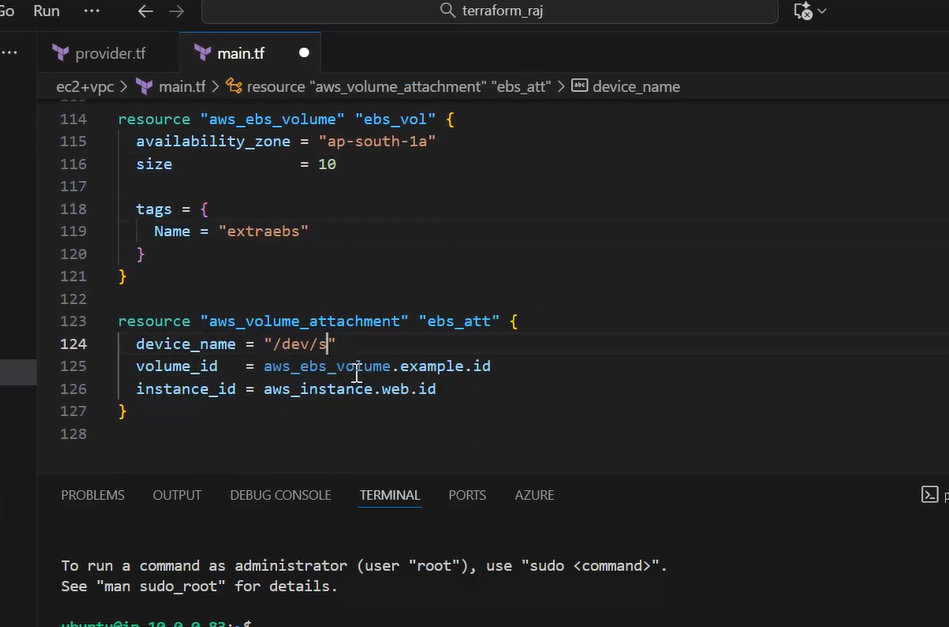 Go Run ··· ← → terraform_raj
··· provider.tf main.tf
ec2+vpc > main.tf > resource "aws_volume_attachment" "ebs_att" > device_name
114 resource "aws_ebs_volume" "ebs_vol" {
115 availability_zone = "ap-south-1a"
116 size = 10
117
118 tags = {
119 Name = "extraebs"
120 }
121 }
122
123 resource "aws_volume_attachment" "ebs_att" {
124 device_name = "/dev/s"
125 volume_id = aws_ebs_volume.example.id
126 instance_id = aws_instance.web.id
127 }
128
PROBLEMS OUTPUT DEBUG CONSOLE TERMINAL PORTS AZURE
To run a command as administrator (user "root"), use "sudo <command>".
See "man sudo_root" for details.
ubuntu@ip-10-0-0-83:~$